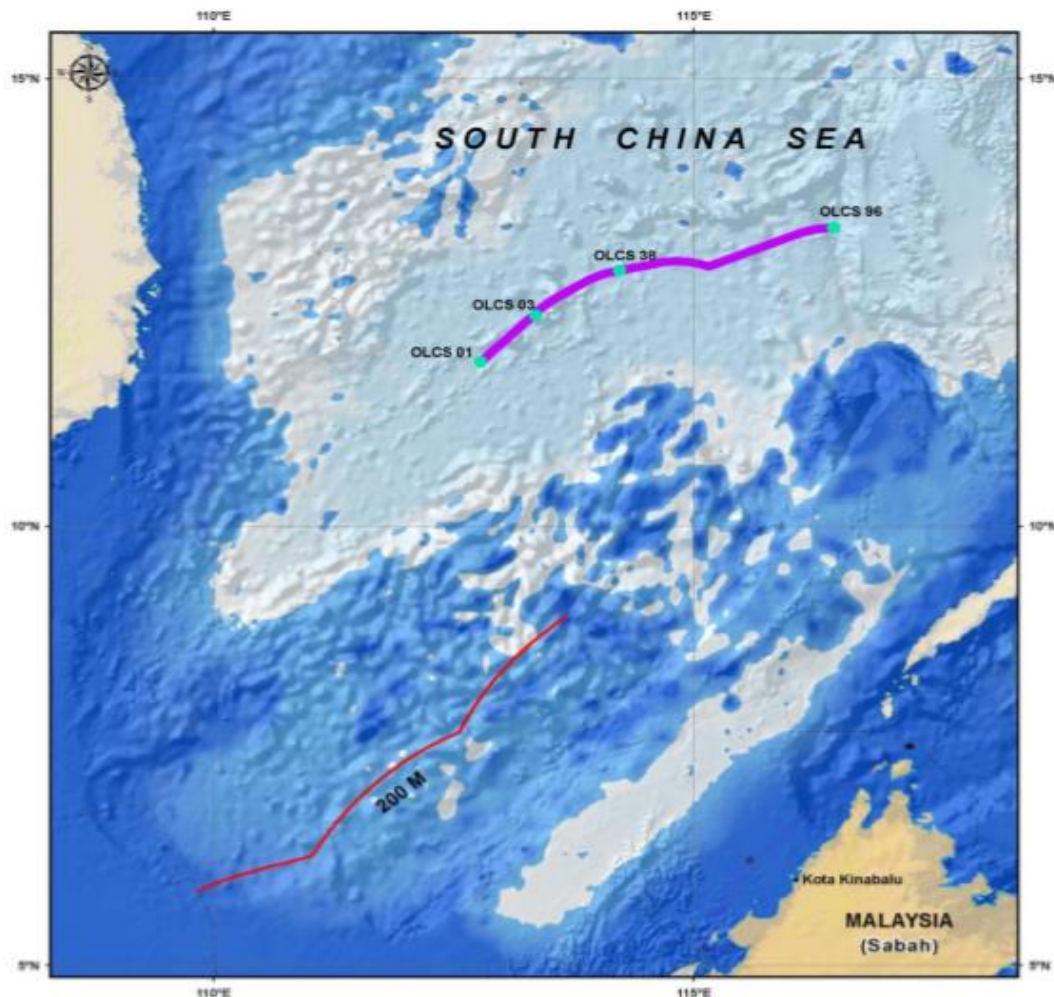 110°E
115°E
15°N
15°N
SOUTH CHINA SEA
OLCS 96
OLCS 38
OLCS 03
OLCS 01
10°N
10°N
200 M
Kota Kinabalu
MALAYSIA
(Sabah)
5°N
5°N
110°E
115°E